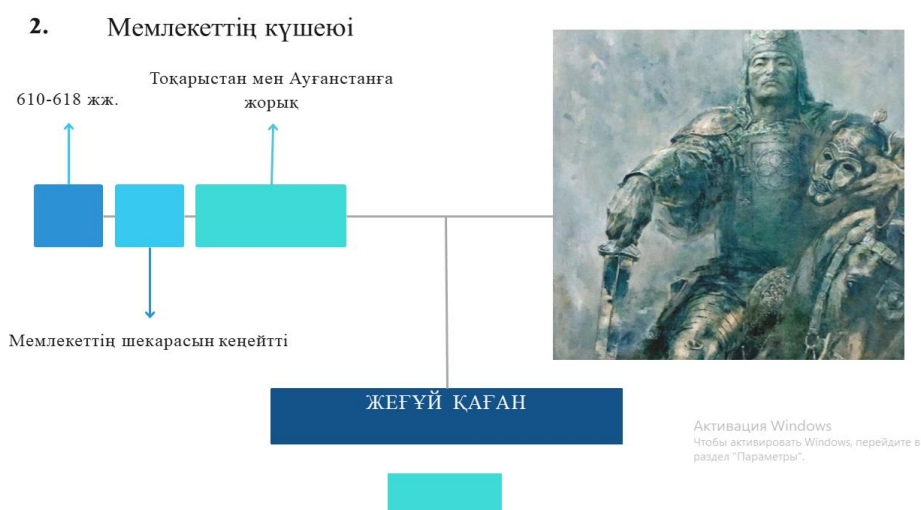 2. Мемлекеттің күшеюі
Тоқарыстан мен Ауғанстанға
жорық
610-618 жж.
Мемлекеттің шекарасын кеңейтті
ЖЕҒҰЙ ҚАҒАН
Активация Windows
Чтобы активировать Windows, перейдите в
раздел "Параметры".